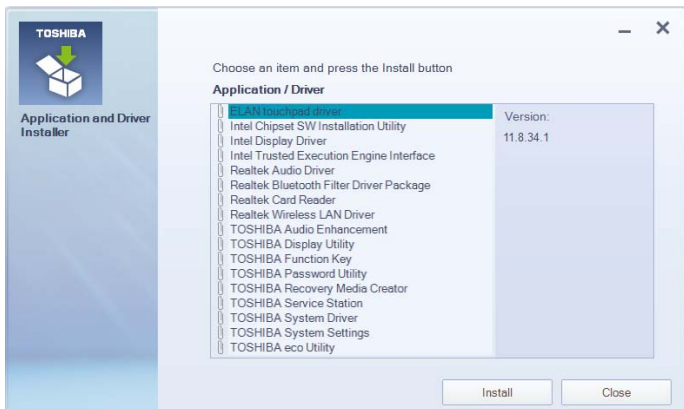 TOSHIBA
Application and Driver
Installer
Choose an item and press the Install button
Application / Driver
ELAN touchpad driver
Intel Chipset SW Installation Utility
Intel Display Driver
Intel Trusted Execution Engine Interface
Realtek Audio Driver
Realtek Bluetooth Filter Driver Package
Realtek Card Reader
Realtek Wireless LAN Driver
TOSHIBA Audio Enhancement
TOSHIBA Display Utility
TOSHIBA Function Key
TOSHIBA Password Utility
TOSHIBA Recovery Media Creator
TOSHIBA Service Station
TOSHIBA System Driver
TOSHIBA System Settings
TOSHIBA eco Utility
Version:
11.8.34.1
Install
Close